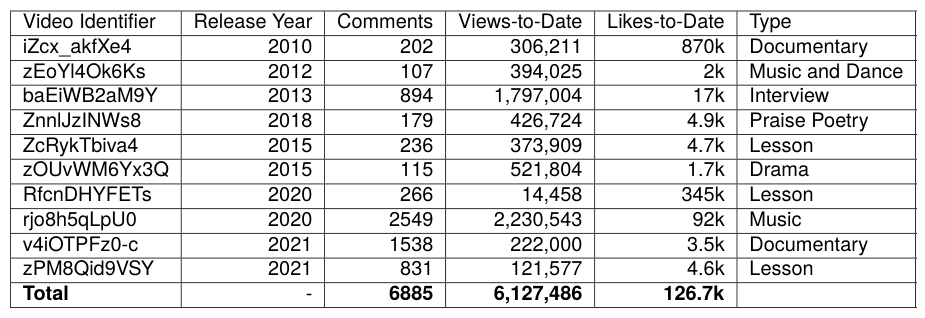 Video Identifier Release Year Comments Views-to-Date Likes-to-Date Type
iZcx_akfXe4 2010 202 306,211 870k Documentary
zEoYl4Ok6Ks 2012 107 394,025 2k Music and Dance
baEiWB2aM9Y 2013 894 1,797,004 17k Interview
ZnnlJzINWs8 2018 179 426,724 4.9k Praise Poetry
ZcRykTbiva4 2015 236 373,909 4.7k Lesson
zOUvWM6Yx3Q 2015 115 521,804 1.7k Drama
RfcnDHYFETs 2020 266 14,458 345k Lesson
rjo8h5qLpU0 2020 2549 2,230,543 92k Music
v4iOTPFz0-c 2021 1538 222,000 3.5k Documentary
zPM8Qid9VSY 2021 831 121,577 4.6k Lesson
Total - 6885 6,127,486 126.7k